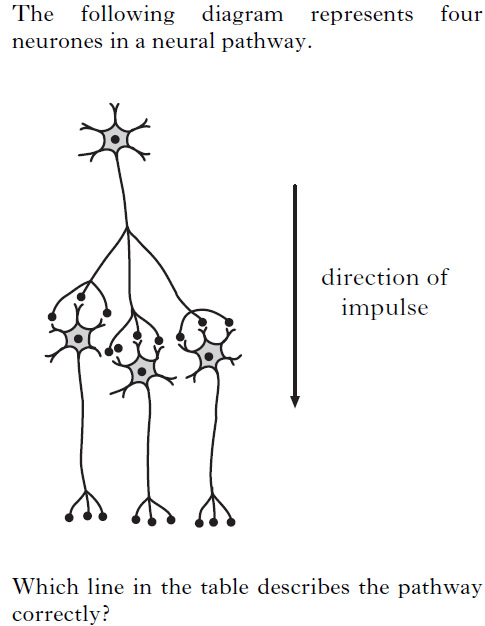 The following diagram represents four
neurones in a neural pathway.
direction of
impulse
Which line in the table describes the pathway
correctly?